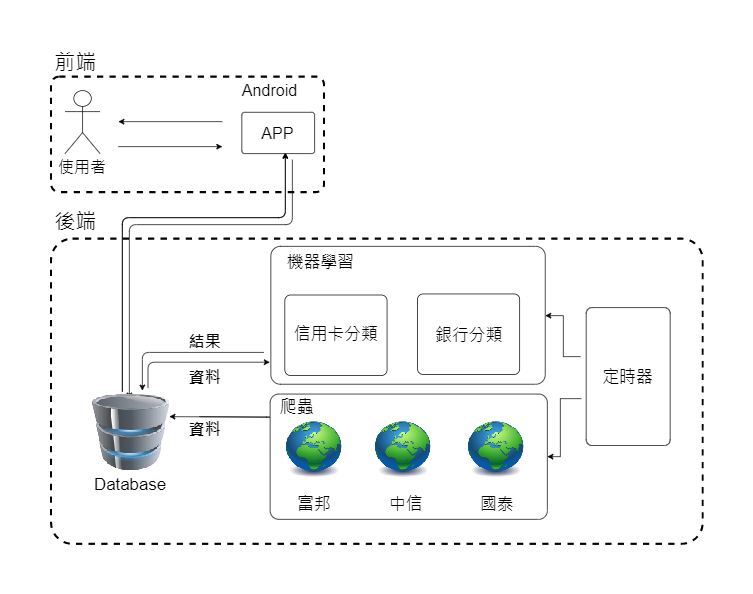 前端
Android
APP
使用者
後端
機器學習
信用卡分類
銀行分類
定時器
結果
資料
爬蟲
資料
富邦
中信
國泰
Database